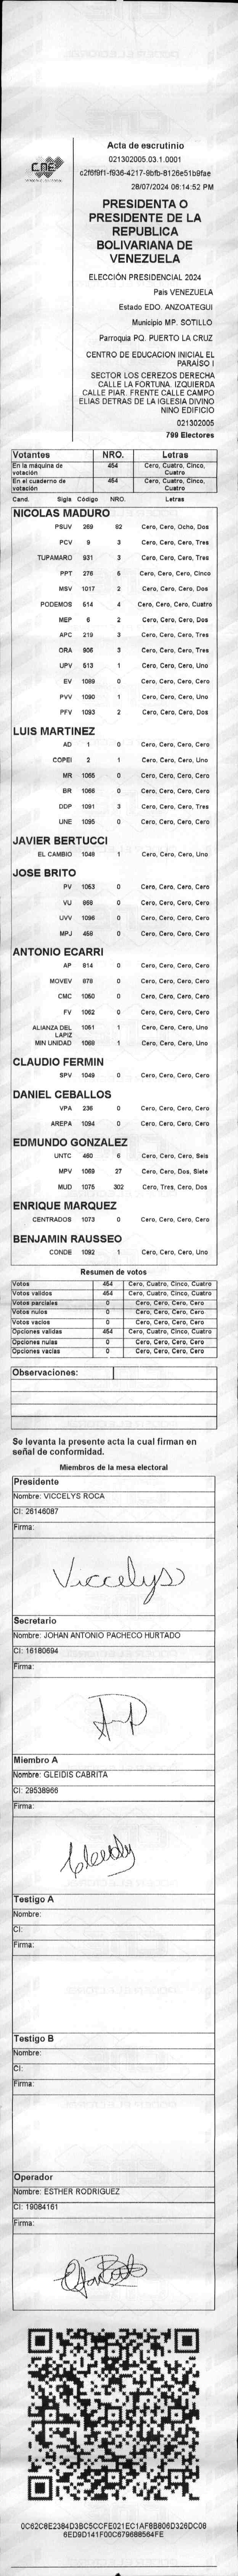 CNE
Acta de escrutinio
021302005.03.1.0001
c2f6f9f1-f936-4217-9bfb-8126e51b9fae
28/07/2024 06:14:52 PM
PRESIDENTA O
PRESIDENTE DE LA
REPUBLICA
BOLIVARIANA DE
VENEZUELA
ELECCIÓN PRESIDENCIAL 2024
Pais VENEZUELA
Estado EDO. ANZOATEGUI
Municipio MP. SOTILLO
Parroquia PQ. PUERTO LA CRUZ
CENTRO DE EDUCACION INICIAL EL
PARAÍSO I
SECTOR LOS CEREZOS DERECHA
CALLE LA FORTUNA. IZQUIERDA
CALLE PIAR. FRENTE CALLE CAMPO
ELIAS DETRAS DE LA IGLESIA DIVINO
NINO EDIFICIO
021302005
799 Electores
Votantes NRO. Letras
En la máquina de votación 454 Cero, Cuatro, Cinco, Cuatro
En el cuaderno de votación 454 Cero, Cuatro, Cinco, Cuatro
Cand. Sigla Código NRO. Letras
NICOLAS MADURO
PSUV 269 82 Cero, Cero, Ocho, Dos
PCV 9 3 Cero, Cero, Cero, Tres
TUPAMARO 931 3 Cero, Cero, Cero, Tres
PPT 276 5 Cero, Cero, Cero, Cinco
MSV 1017 2 Cero, Cero, Cero, Dos
PODEMOS 514 4 Cero, Cero, Cero, Cuatro
MEP 6 2 Cero, Cero, Cero, Dos
APC 219 3 Cero, Cero, Cero, Tres
ORA 906 3 Cero, Cero, Cero, Tres
UPV 513 1 Cero, Cero, Cero, Uno
EV 1089 0 Cero, Cero, Cero, Cero
PVV 1090 1 Cero, Cero, Cero, Uno
PFV 1093 2 Cero, Cero, Cero, Dos
LUIS MARTINEZ
AD 1 0 Cero, Cero, Cero, Cero
COPEI 2 1 Cero, Cero, Cero, Uno
MR 1065 0 Cero, Cero, Cero, Cero
BR 1066 0 Cero, Cero, Cero, Cero
DDP 1091 3 Cero, Cero, Cero, Tres
UNE 1095 0 Cero, Cero, Cero, Cero
JAVIER BERTUCCI
EL CAMBIO 1048 1 Cero, Cero, Cero, Uno
JOSE BRITO
PV 1053 0 Cero, Cero, Cero, Cero
VU 868 0 Cero, Cero, Cero, Cero
UVV 1096 0 Cero, Cero, Cero, Cero
MPJ 458 0 Cero, Cero, Cero, Cero
ANTONIO ECARRI
AP 814 0 Cero, Cero, Cero, Cero
MOVEV 878 0 Cero, Cero, Cero, Cero
CMC 1050 0 Cero, Cero, Cero, Cero
FV 1062 0 Cero, Cero, Cero, Cero
ALIANZA DEL LAPIZ 1061 1 Cero, Cero, Cero, Uno
MIN UNIDAD 1068 1 Cero, Cero, Cero, Uno
CLAUDIO FERMIN
SPV 1049 0 Cero, Cero, Cero, Cero
DANIEL CEBALLOS
VPA 236 0 Cero, Cero, Cero, Cero
AREPA 1094 0 Cero, Cero, Cero, Cero
EDMUNDO GONZALEZ
UNTC 460 6 Cero, Cero, Cero, Seis
MPV 1069 27 Cero, Cero, Dos, Siete
MUD 1075 302 Cero, Tres, Cero, Dos
ENRIQUE MARQUEZ
CENTRADOS 1073 0 Cero, Cero, Cero, Cero
BENJAMIN RAUSSEO
CONDE 1092 1 Cero, Cero, Cero, Uno
Resumen de votos
Votos 454 Cero, Cuatro, Cinco, Cuatro
Votos validos 454 Cero, Cuatro, Cinco, Cuatro
Votos parciales 0 Cero, Cero, Cero, Cero
Votos nulos 0 Cero, Cero, Cero, Cero
Votos vacios 0 Cero, Cero, Cero, Cero
Opciones validas 454 Cero, Cuatro, Cinco, Cuatro
Opciones nulas 0 Cero, Cero, Cero, Cero
Opciones vacias 0 Cero, Cero, Cero, Cero
Observaciones:
Se levanta la presente acta la cual firman en
señal de conformidad.
Miembros de la mesa electoral
Presidente
Nombre: VICCELYS ROCA
CI: 26146087
Firma:
Viccelys
Secretario
Nombre: JOHAN ANTONIO PACHECO HURTADO
CI: 16180694
Firma:
Miembro A
Nombre: GLEIDIS CABRITA
CI: 29538966
Firma:
Testigo A
Nombre:
CI:
Firma:
Testigo B
Nombre:
CI:
Firma:
Operador
Nombre: ESTHER RODRIGUEZ
CI: 19084161
Firma:
0C62C8E2384D3BC5CCFE021EC1AF8B806D326DC08
6ED9D141F00C679688564FE